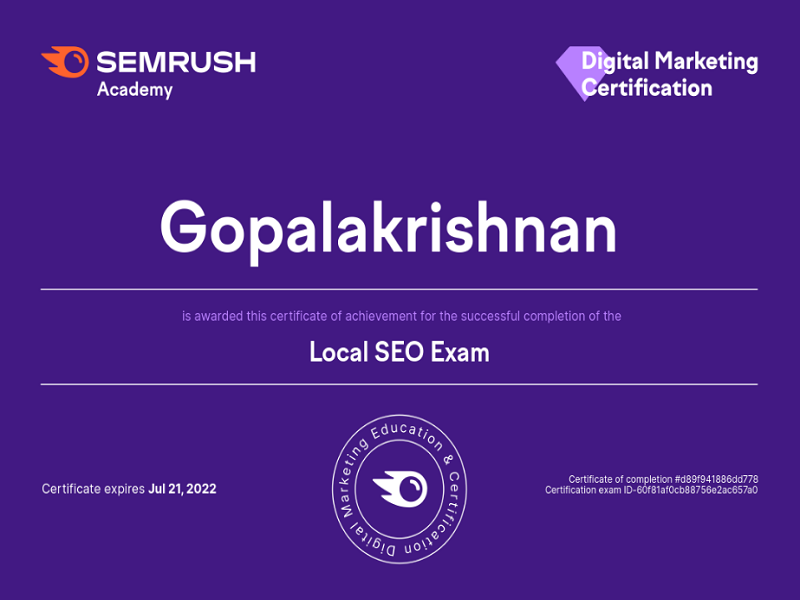 SEMRUSH
Academy
Digital Marketing
Certification
Gopalakrishnan
is awarded this certificate of achievement for the successful completion of the
Local SEO Exam
Certificate expires Jul 21, 2022
Digital Marketing Education & Certification
Certificate of completion #d89f941886dd778
Certification exam ID-60f81af0cb88756e2ac657a0